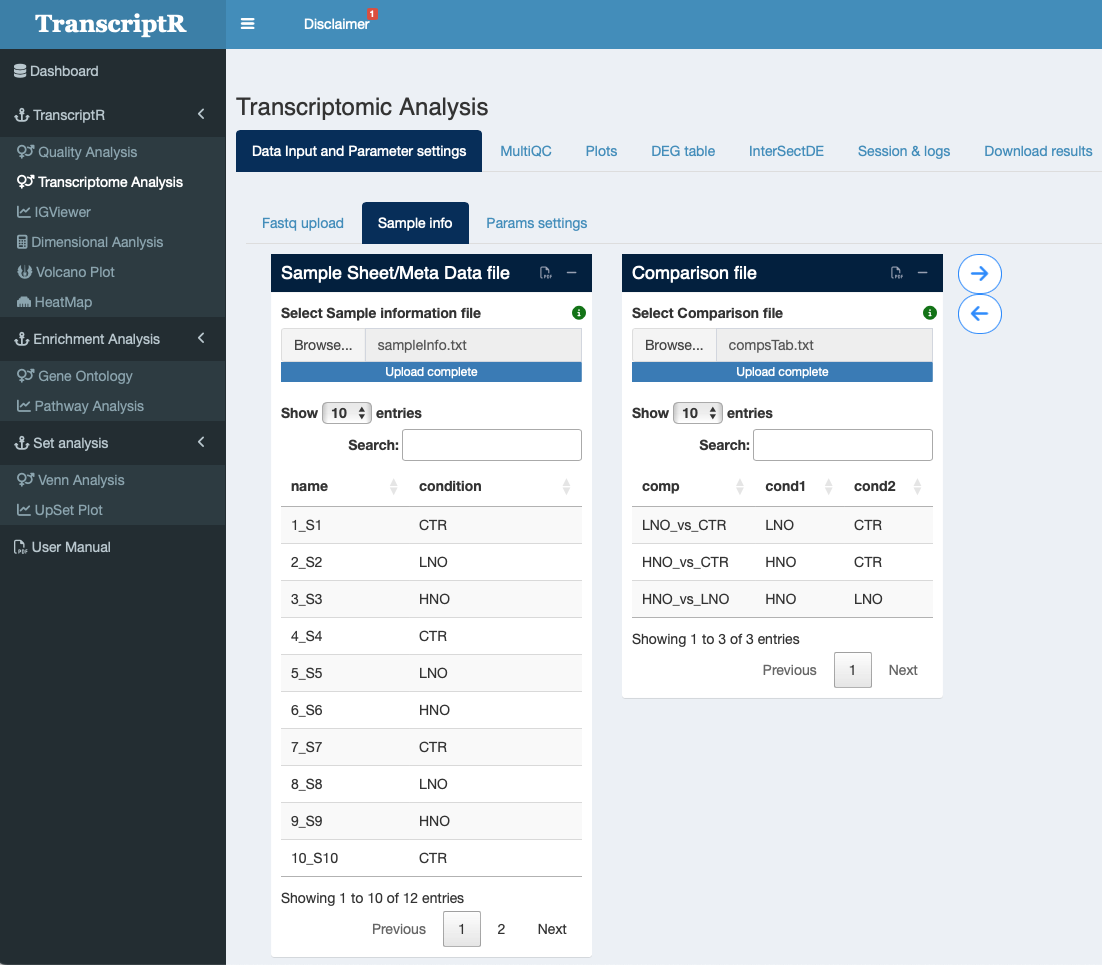 TranscriptR
Disclaimer 1
Dashboard
TranscriptR
Quality Analysis
Transcriptome Analysis
IGViewer
Dimensional Aanlysis
Volcano Plot
HeatMap
Enrichment Analysis
Gene Ontology
Pathway Analysis
Set analysis
Venn Analysis
UpSet Plot
User Manual
Transcriptomic Analysis
Data Input and Parameter settings MultiQC Plots DEG table InterSectDE Session & logs Download results
Fastq upload Sample info Params settings
Sample Sheet/Meta Data file
Select Sample information file
Browse... sampleInfo.txt
Upload complete
Show 10 entries
Search:
name condition
1_S1 CTR
2_S2 LNO
3_S3 HNO
4_S4 CTR
5_S5 LNO
6_S6 HNO
7_S7 CTR
8_S8 LNO
9_S9 HNO
10_S10 CTR
Showing 1 to 10 of 12 entries
Previous 1 2 Next
Comparison file
Select Comparison file
Browse... compsTab.txt
Upload complete
Show 10 entries
Search:
comp cond1 cond2
LNO_vs_CTR LNO CTR
HNO_vs_CTR HNO CTR
HNO_vs_LNO HNO LNO
Showing 1 to 3 of 3 entries
Previous 1 Next